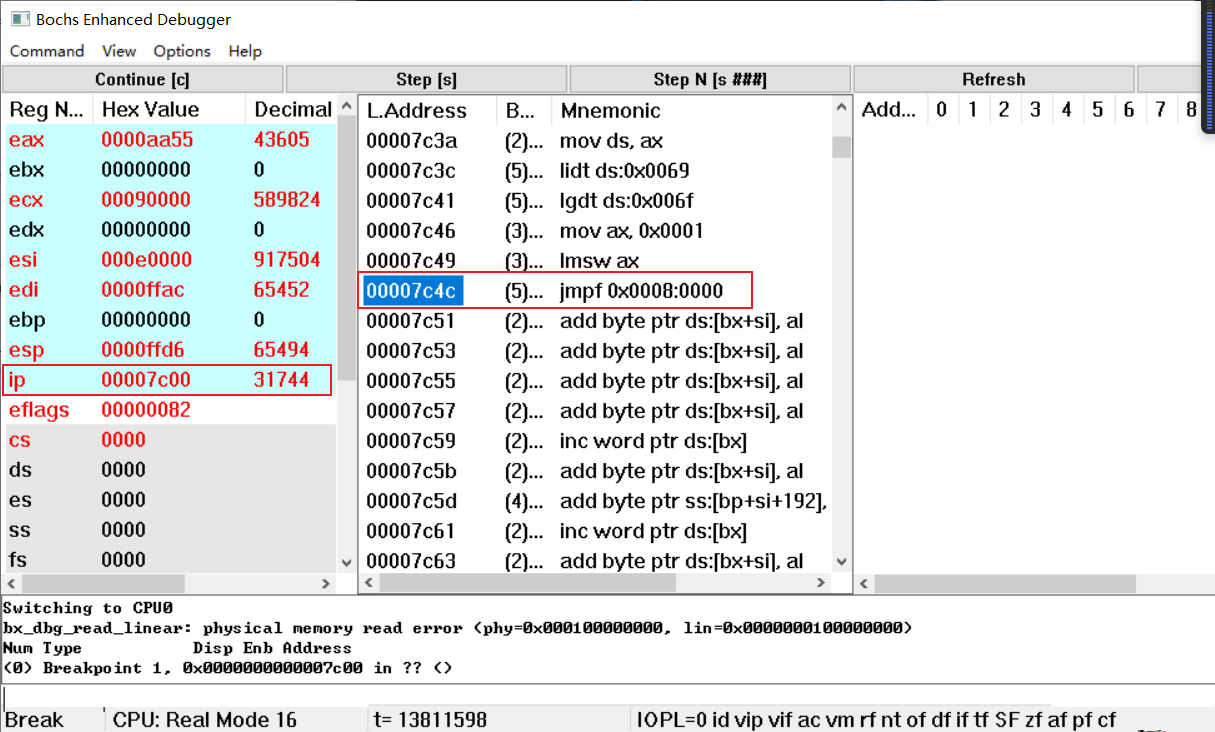 Bochs Enhanced Debugger
Command View Options Help
Continue [c] Step [s] Step N [s ###] Refresh
Reg N... Hex Value Decimal L.Address B... Mnemonic Add... 0 1 2 3 4 5 6 7 8
eax 0000aa55 43605 00007c3a (2)... mov ds, ax
ebx 00000000 0 00007c3c (5)... lidt ds:0x0069
ecx 00090000 589824 00007c41 (5)... lgdt ds:0x006f
edx 00000000 0 00007c46 (3)... mov ax, 0x0001
esi 000e0000 917504 00007c49 (3)... lmsw ax
edi 0000ffac 65452 00007c4c (5)... jmpf 0x0008:0000
ebp 00000000 0 00007c51 (2)... add byte ptr ds:[bx+si], al
esp 0000ffd6 65494 00007c53 (2)... add byte ptr ds:[bx+si], al
ip 00007c00 31744 00007c55 (2)... add byte ptr ds:[bx+si], al
eflags 00000082 00007c57 (2)... add byte ptr ds:[bx+si], al
cs 0000 00007c59 (2)... inc word ptr ds:[bx]
ds 0000 00007c5b (2)... add byte ptr ds:[bx+si], al
es 0000 00007c5d (4)... add byte ptr ss:[bp+si+192],
ss 0000 00007c61 (2)... inc word ptr ds:[bx]
fs 0000 00007c63 (2)... add byte ptr ds:[bx+si], al
Switching to CPU0
bx_dbg_read_linear: physical memory read error (phy=0x000100000000, lin=0x0000000100000000)
Num Type Disp Enb Address
(0) Breakpoint 1, 0x0000000000007c00 in ?? ()
Break CPU: Real Mode 16 t= 13811598 IOPL=0 id vip vif ac vm rf nt of df if tf SF zf af pf cf